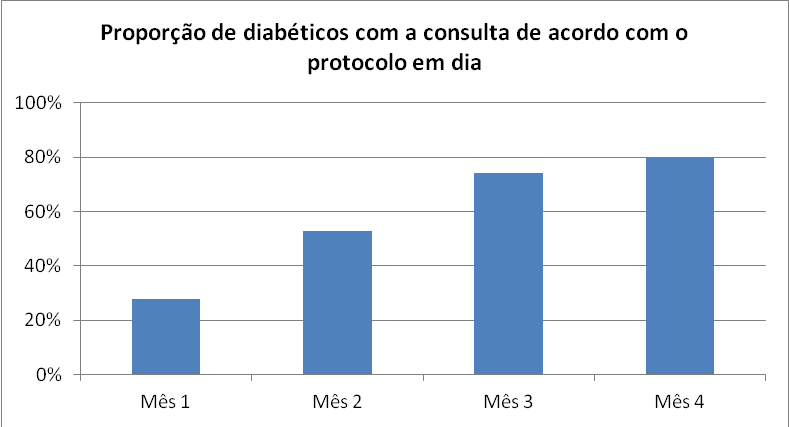 Proporção de diabéticos com a consulta de acordo com o
protocolo em dia
100%
80%
60%
40%
20%
0%
Mês 1 Mês 2 Mês 3 Mês 4